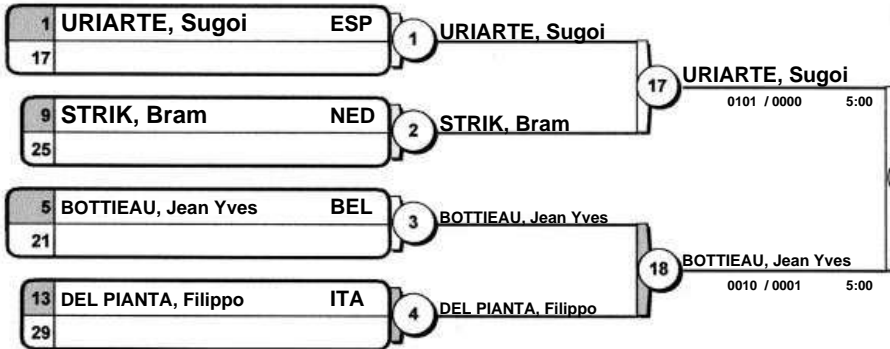 1 URIARTE, Sugoi ESP
17
1 URIARTE, Sugoi
9 STRIK, Bram NED
25
2 STRIK, Bram
17 URIARTE, Sugoi
0101 / 0000 5:00
5 BOTTIEAU, Jean Yves BEL
21
3 BOTTIEAU, Jean Yves
13 DEL PIANTA, Filippo ITA
29
4 DEL PIANTA, Filippo
18 BOTTIEAU, Jean Yves
0010 / 0001 5:00